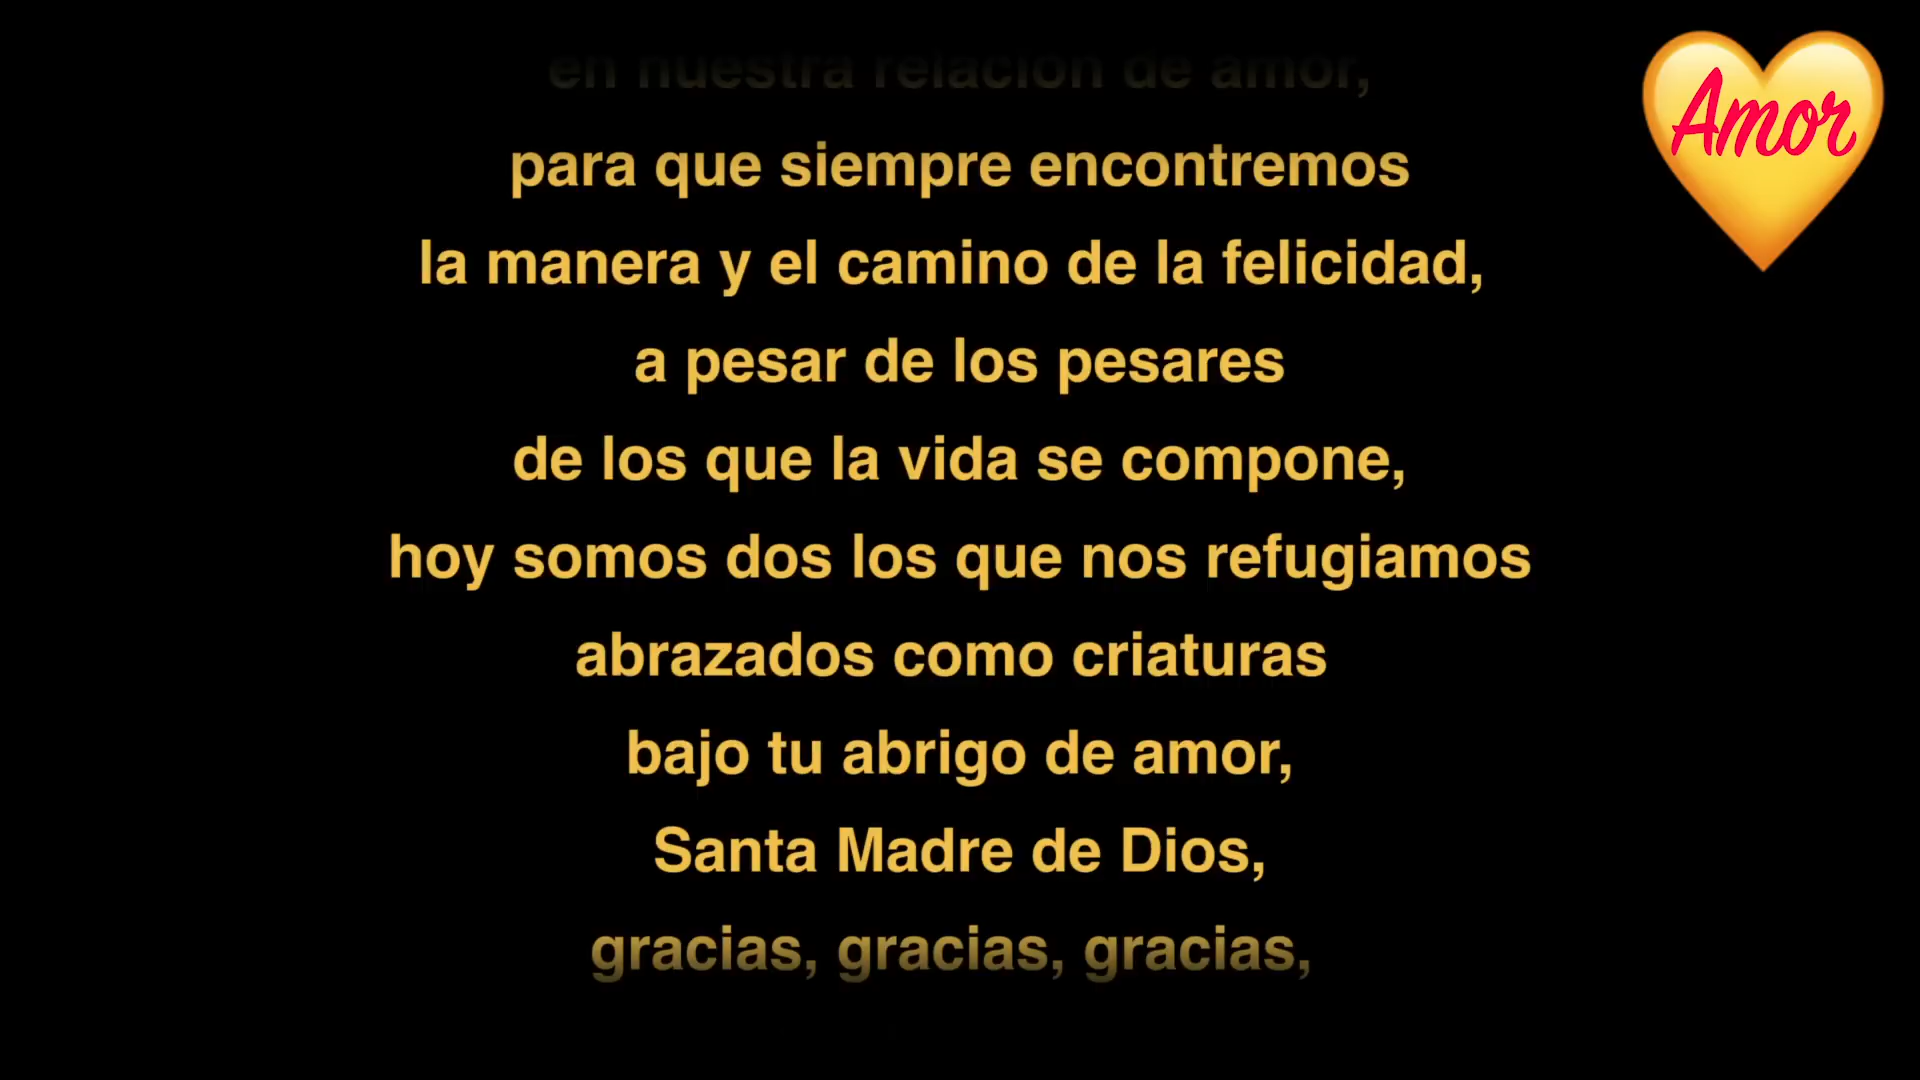 en nuestra relación de amor,
para que siempre encontremos
la manera y el camino de la felicidad,
a pesar de los pesares
de los que la vida se compone,
hoy somos dos los que nos refugiamos
abrazados como criaturas
bajo tu abrigo de amor,
Santa Madre de Dios,
gracias, gracias, gracias,
Amor